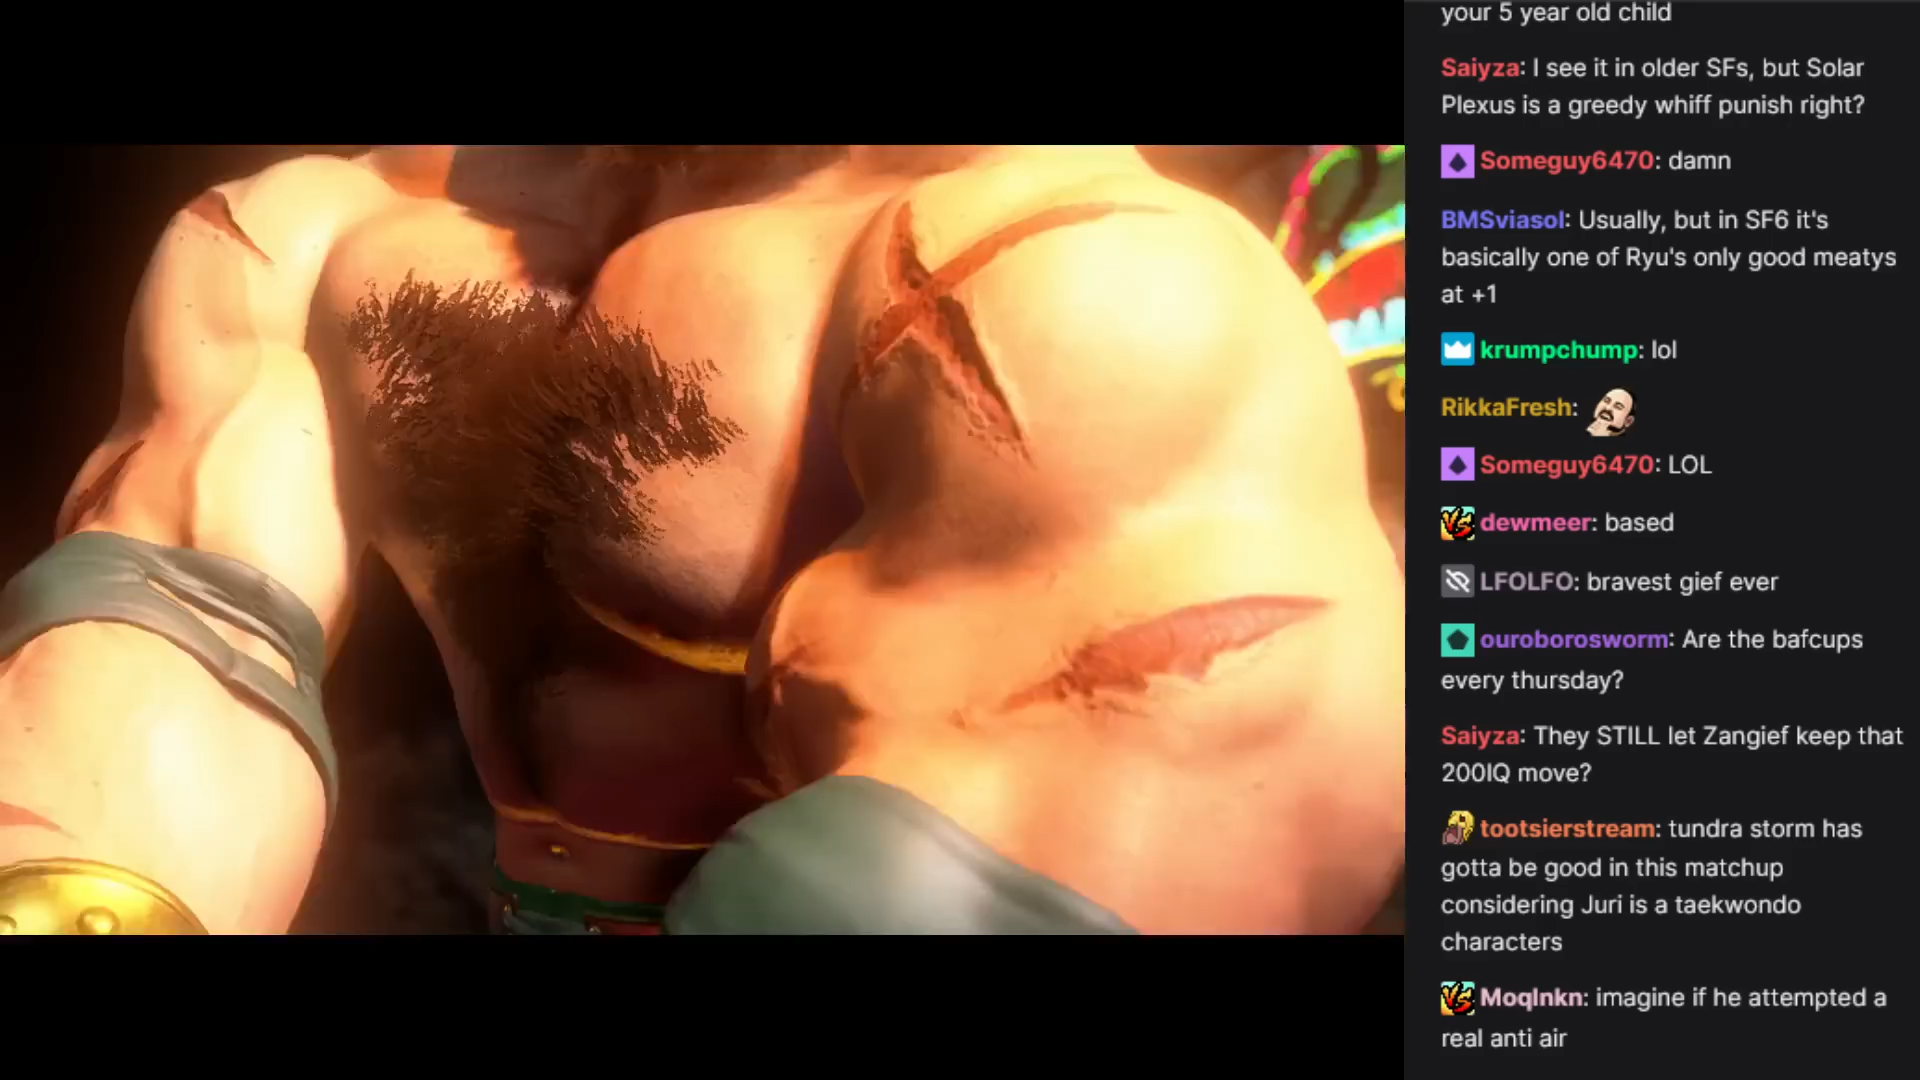 your 5 year old child
Saiyza: I see it in older SFs, but Solar
Plexus is a greedy whiff punish right?
Someguy6470: damn
BMSviasol: Usually, but in SF6 it's
basically one of Ryu's only good meatys
at +1
krumpchump: lol
RikkaFresh:
Someguy6470: LOL
dewmeer: based
LFOLFO: bravest gief ever
ouroborosworm: Are the bafcups
every thursday?
Saiyza: They STILL let Zangief keep that
200IQ move?
tootsierstream: tundra storm has
gotta be good in this matchup
considering Juri is a taekwondo
characters
MoqInkn: imagine if he attempted a
real anti air